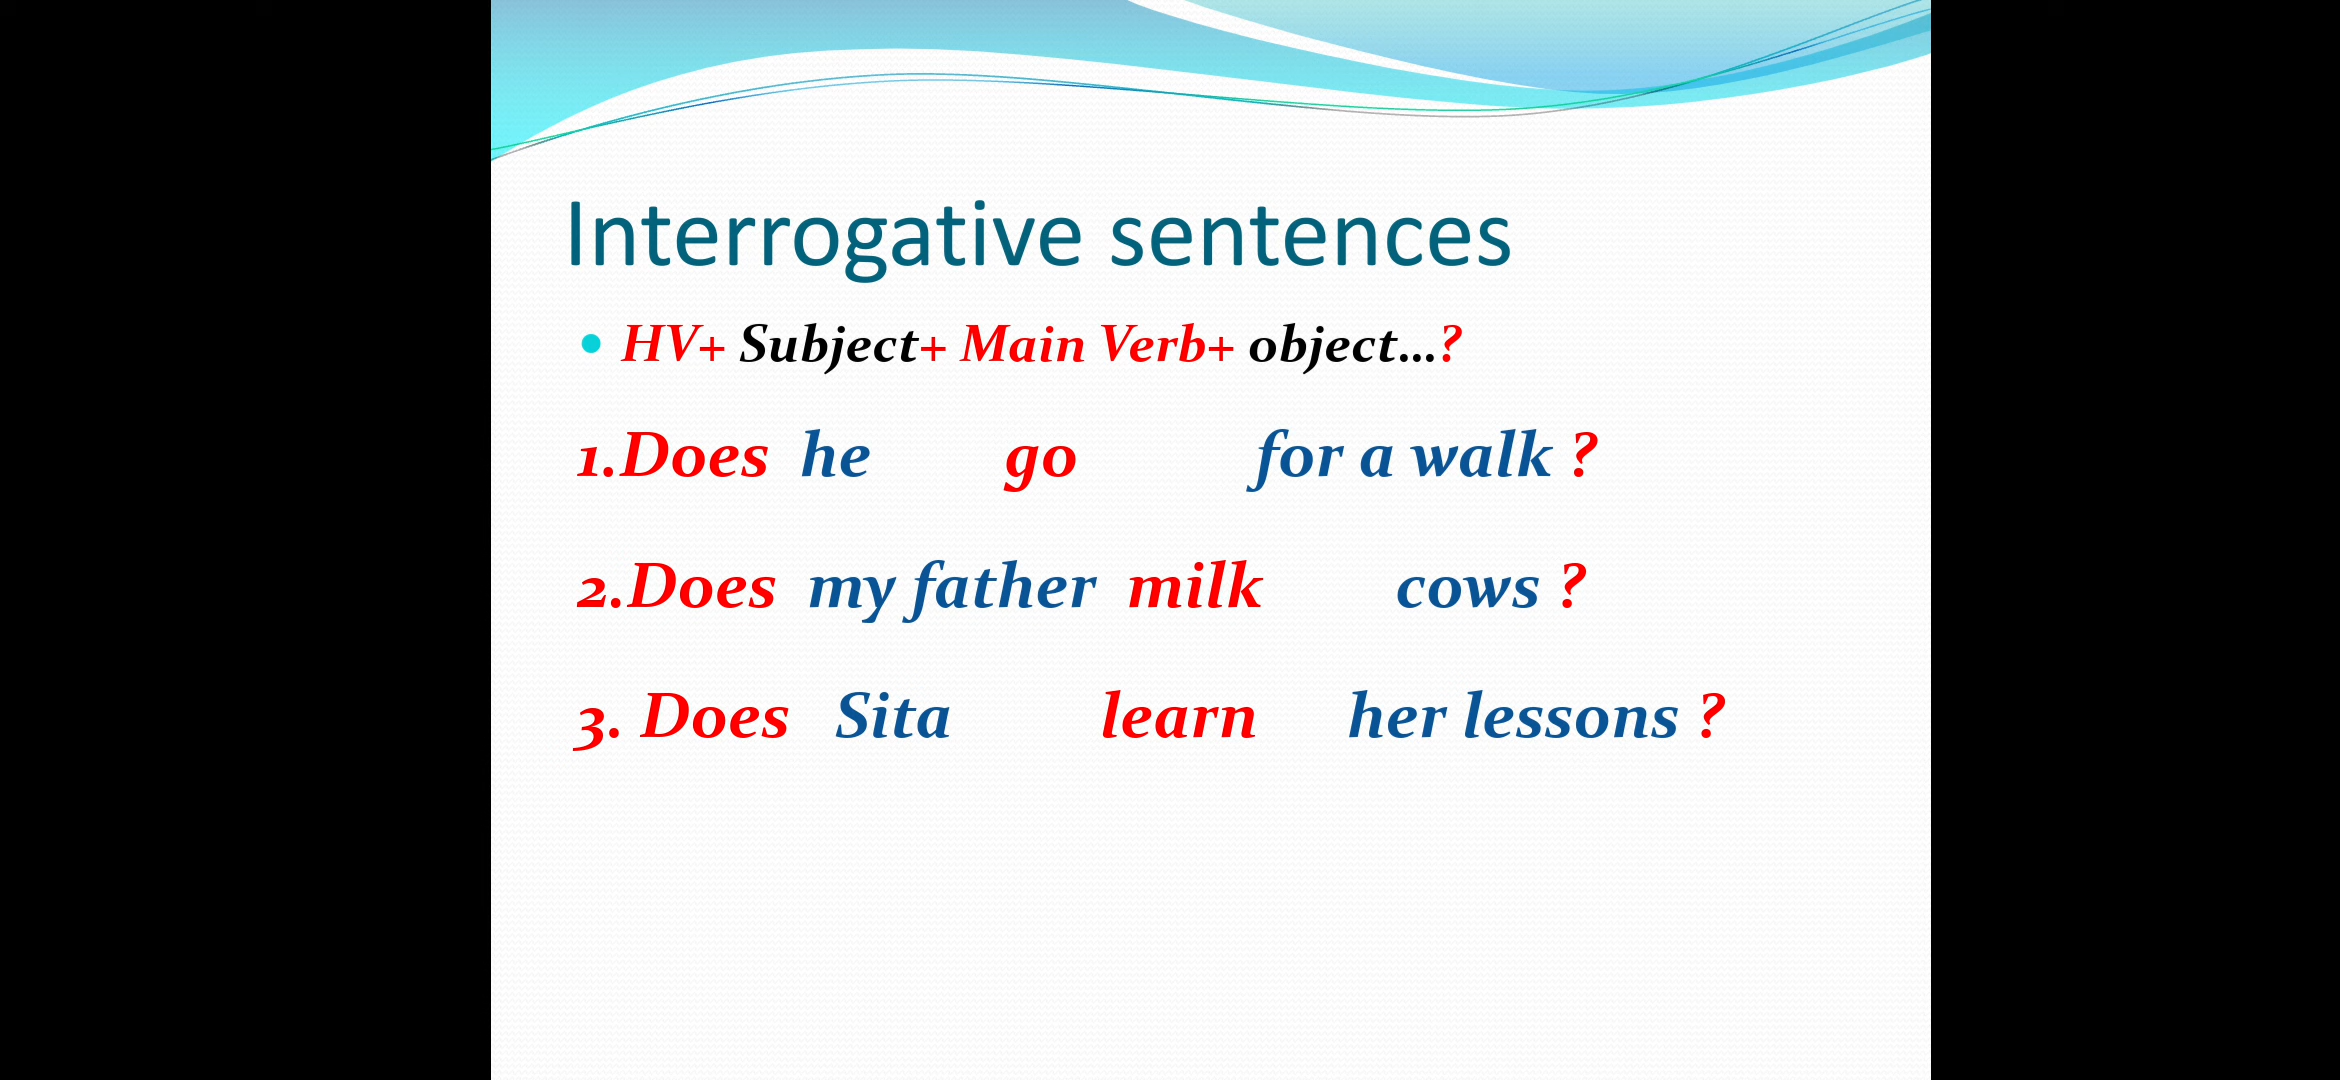 Interrogative sentences
HV+ Subject+ Main Verb+ object...?
1.Does he go for a walk ?
2.Does my father milk cows ?
3. Does Sita learn her lessons ?